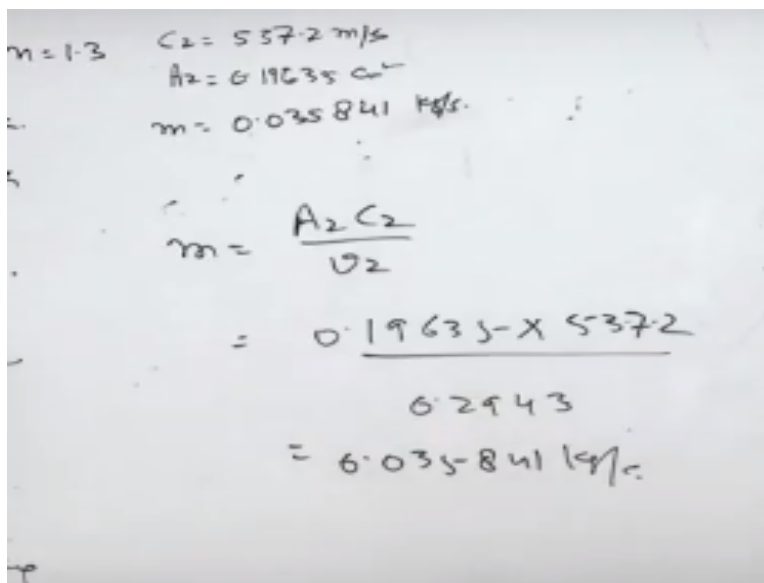 n = 1.3 C2 = 537.2 m/s
A2 = 0.19635 cm²
m = 0.035841 kg/s.
m = A2 C2
υ2
= 0.19635 × 537.2
0.2943
= 0.035841 kg/s.